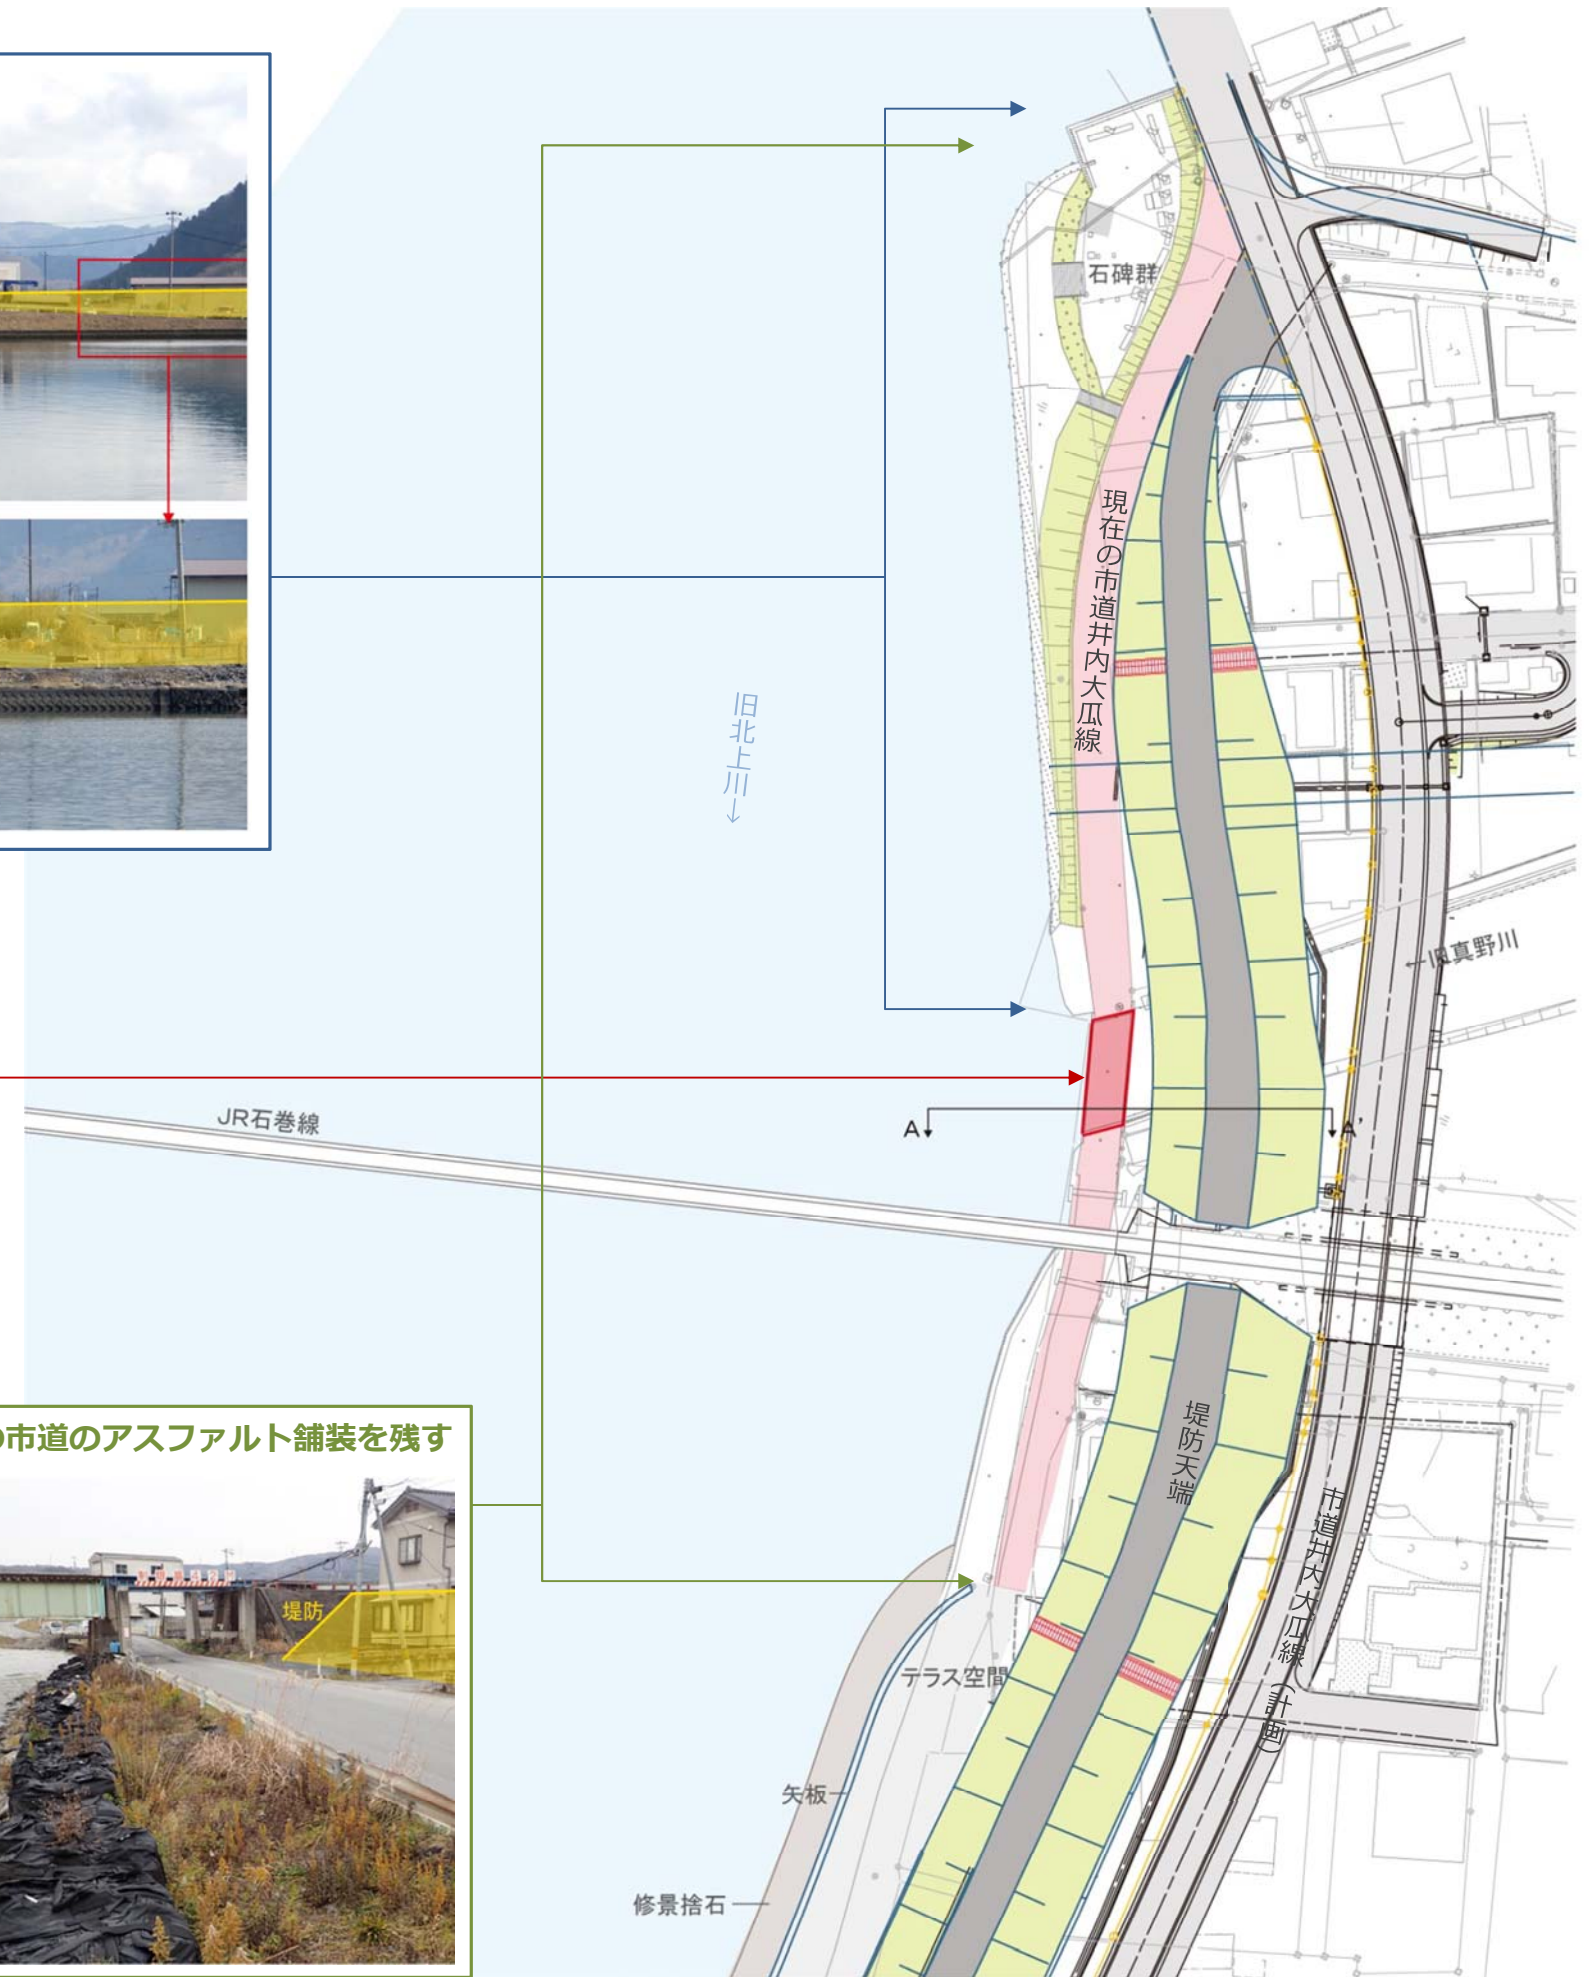 石碑群
現在の市道井内大瓜線
旧北上川→
←旧真野川
JR石巻線
A
A'
の市道のアスファルト舗装を残す
堤防
堤防天端
市道井内大瓜線（計画）
テラス空間
矢板
修景捨石